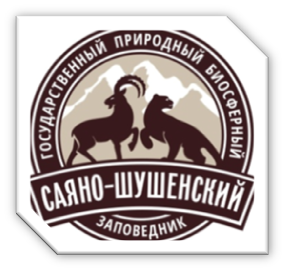 ГОСУДАРСТВЕННЫЙ ПРИРОДНЫЙ БИОСФЕРНЫЙ
САЯНО-ШУШЕНСКИЙ
ЗАПОВЕДНИК